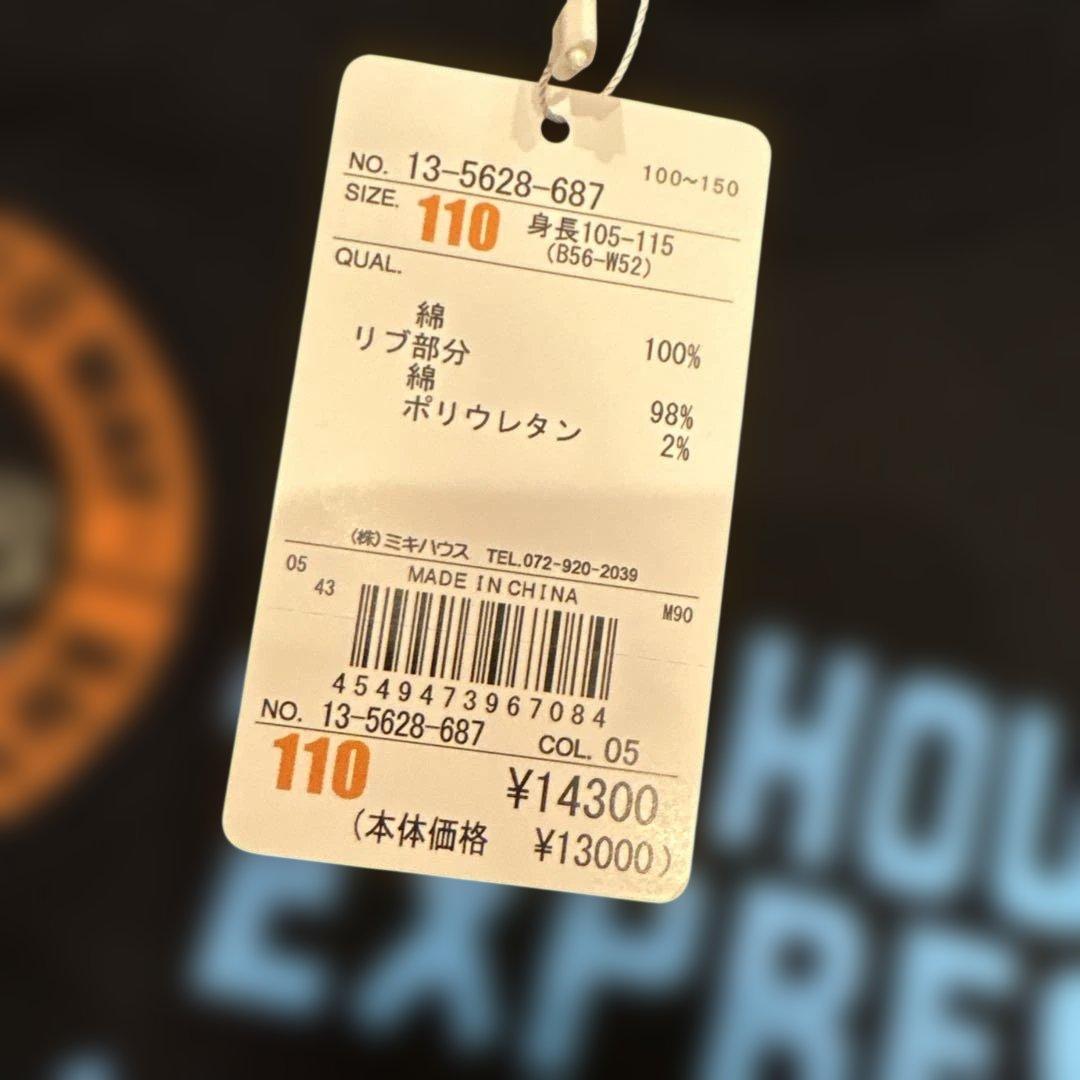 NO. 13-5628-687 100~150
SIZE. 110 身長105-115
(B56-W52)
QUAL.
綿 100%
リブ部分
綿 98%
ポリウレタン 2%
(株)ミキハウス TEL.072-920-2039
05 MADE IN CHINA
43 M90
4549473967084
NO. 13-5628-687 COL. 05
110 ¥14300
(本体価格 ¥13000)
HOU
EXPRE